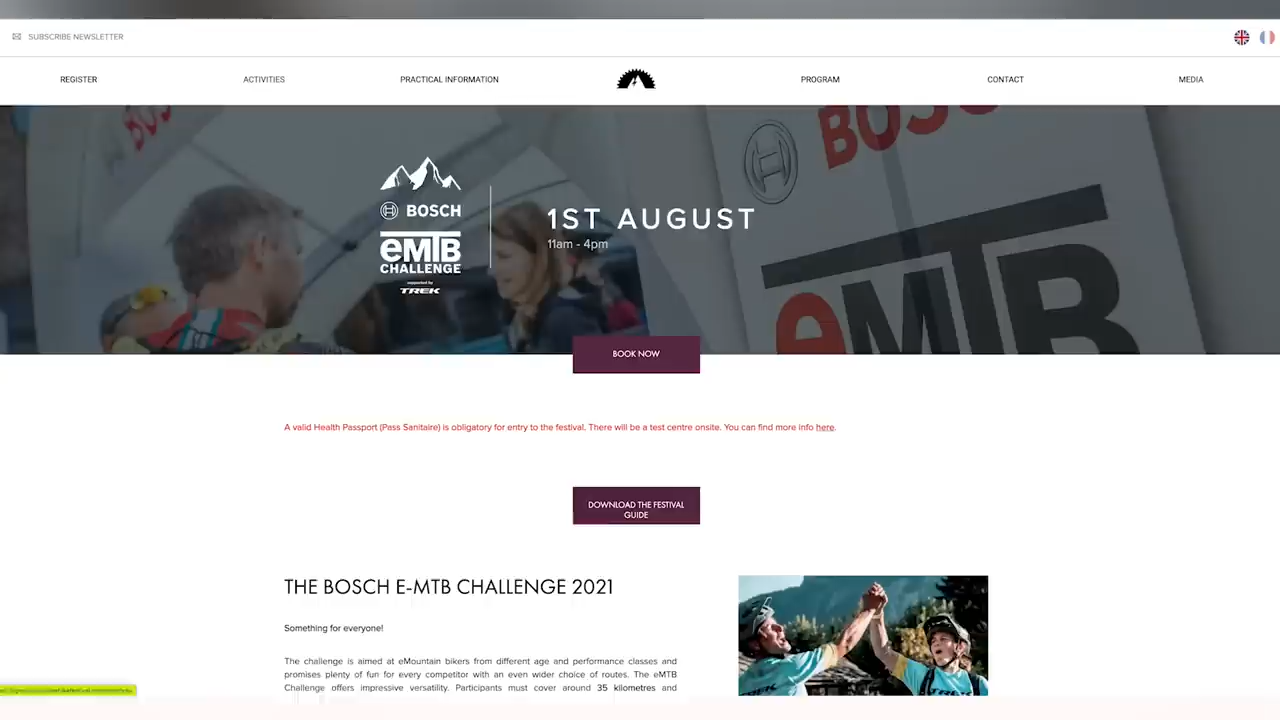 SUBSCRIBE NEWSLETTER
REGISTER
ACTIVITIES
PRACTICAL INFORMATION
PROGRAM
CONTACT
MEDIA
BOSCH
eMTB
CHALLENGE
supported by
TREK
1ST AUGUST
11am - 4pm
BOSC
eMTB
BOOK NOW
A valid Health Passport (Pass Sanitaire) is obligatory for entry to the festival. There will be a test centre onsite. You can find more info here.
DOWNLOAD THE FESTIVAL
GUIDE
THE BOSCH E-MTB CHALLENGE 2021
Something for everyone!
The challenge is aimed at eMountain bikers from different age and performance classes and
promises plenty of fun for every competitor with an even wider choice of routes. The eMTB
Challenge offers impressive versatility. Participants must cover around 35 kilometres and
TREK